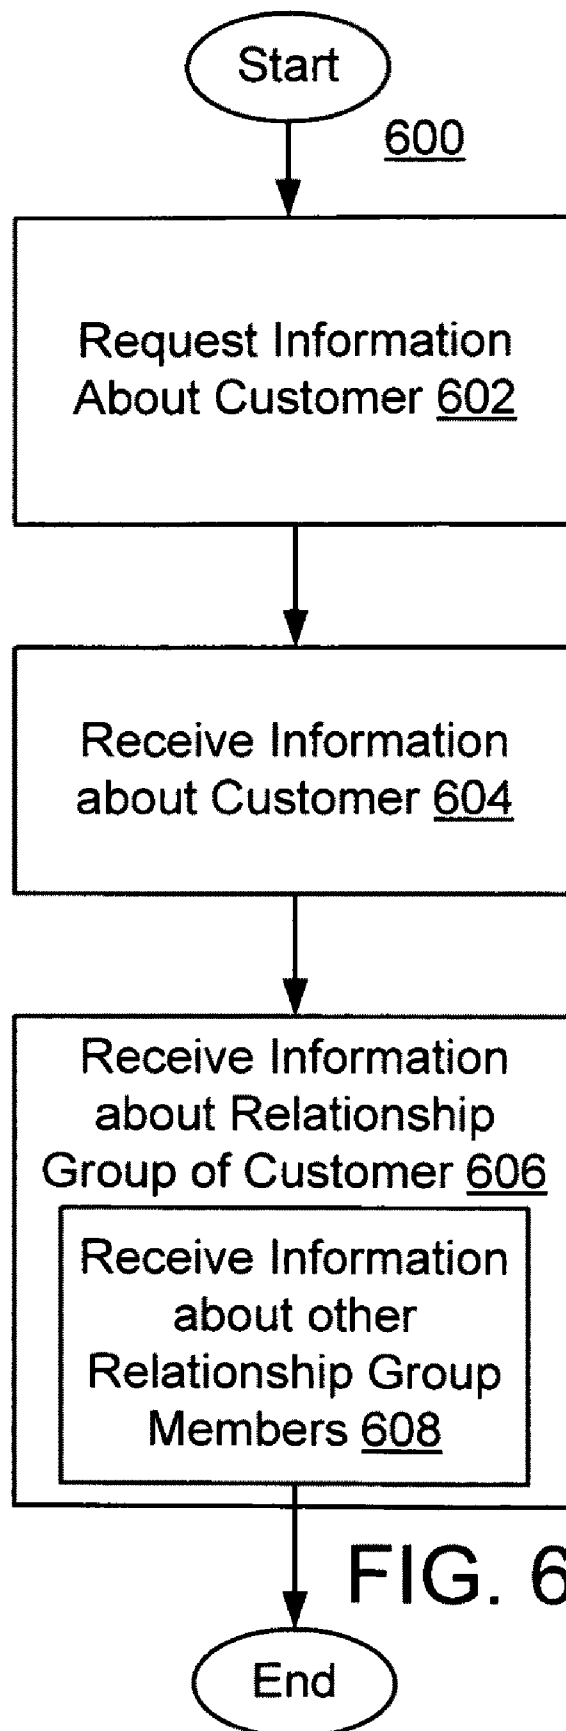 Start
600
Request Information
About Customer 602
Receive Information
about Customer 604
Receive Information
about Relationship
Group of Customer 606
Receive Information
about other
Relationship Group
Members 608
FIG. 6
End